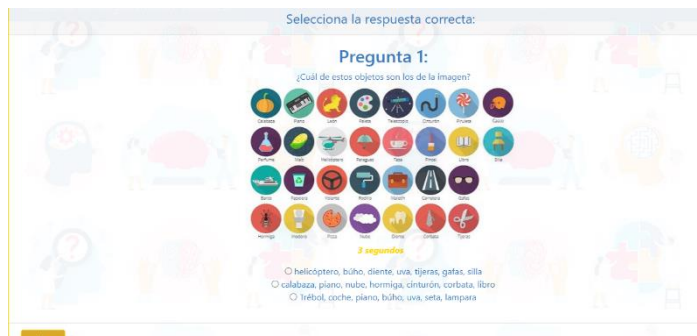 Selecciona la respuesta correcta:
Pregunta 1:
¿Cuál de estos objetos son los de la imagen?
Calabaza Piano León Paleta Telescopio Cinturón Piruleta
Perfume Maíz Helicóptero Paraguas Taza Pincel Libro Silla
Barco Papelera Volante Rodillo Maletín Carretera Gafas
Hormiga Pizza Nube Diente Corbata Tijeras
3 segundos
helicóptero, búho, diente, uva, tijeras, gafas, silla
calabaza, piano, nube, hormiga, cinturón, corbata, libro
Trébol, coche, piano, búho, uva, seta, lampara